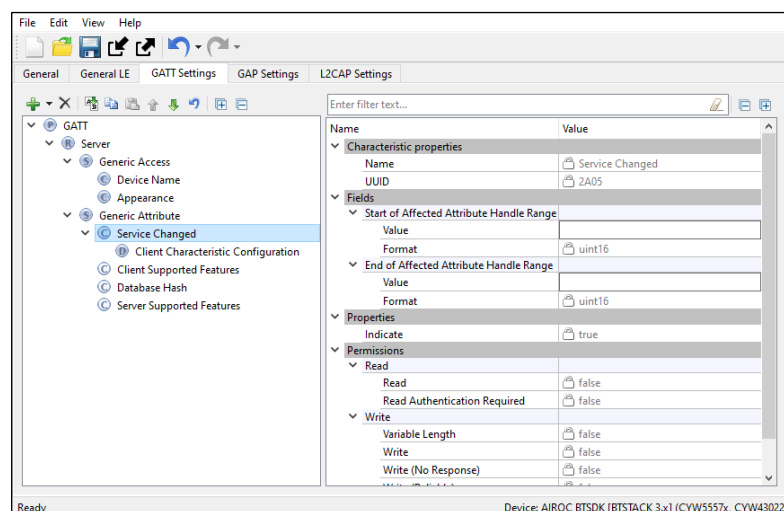 File Edit View Help
General General LE GATT Settings GAP Settings L2CAP Settings
Enter filter text...
GATT
Server
Generic Access
Device Name
Appearance
Generic Attribute
Service Changed
Client Characteristic Configuration
Client Supported Features
Database Hash
Server Supported Features
Name Value
Characteristic properties
Name Service Changed
UUID 2A05
Fields
Start of Affected Attribute Handle Range
Value
Format uint16
End of Affected Attribute Handle Range
Value
Format uint16
Properties
Indicate true
Permissions
Read
Read false
Read Authentication Required false
Write
Variable Length false
Write false
Write (No Response) false
Ready Device: AIROC BTSDK [BTSTACK 3.x] (CYW5557x, CYW43022